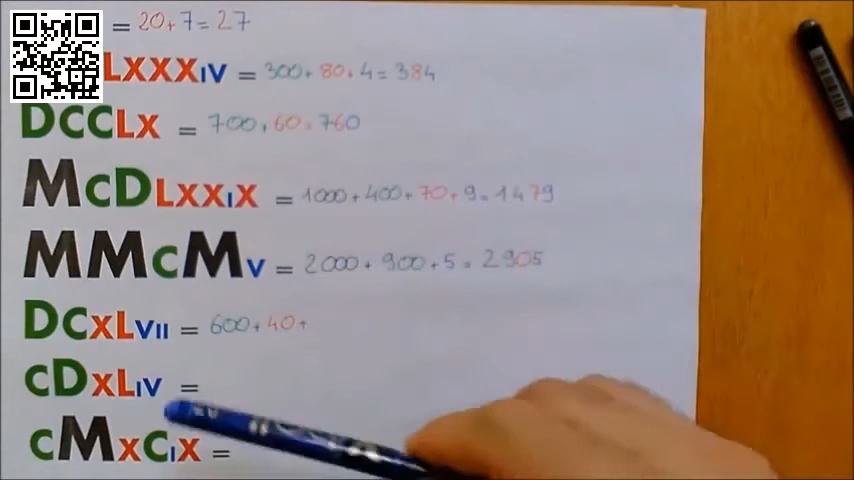 = 20+7=27
LXXXIV = 300+80+4=384
DCCLX = 700+60=760
MCDLXXIX = 1000+400+70+9=1479
MMCMV = 2000+900+5=2905
DCXLVII = 600+40+
CDXLIV =
CMXCIX =